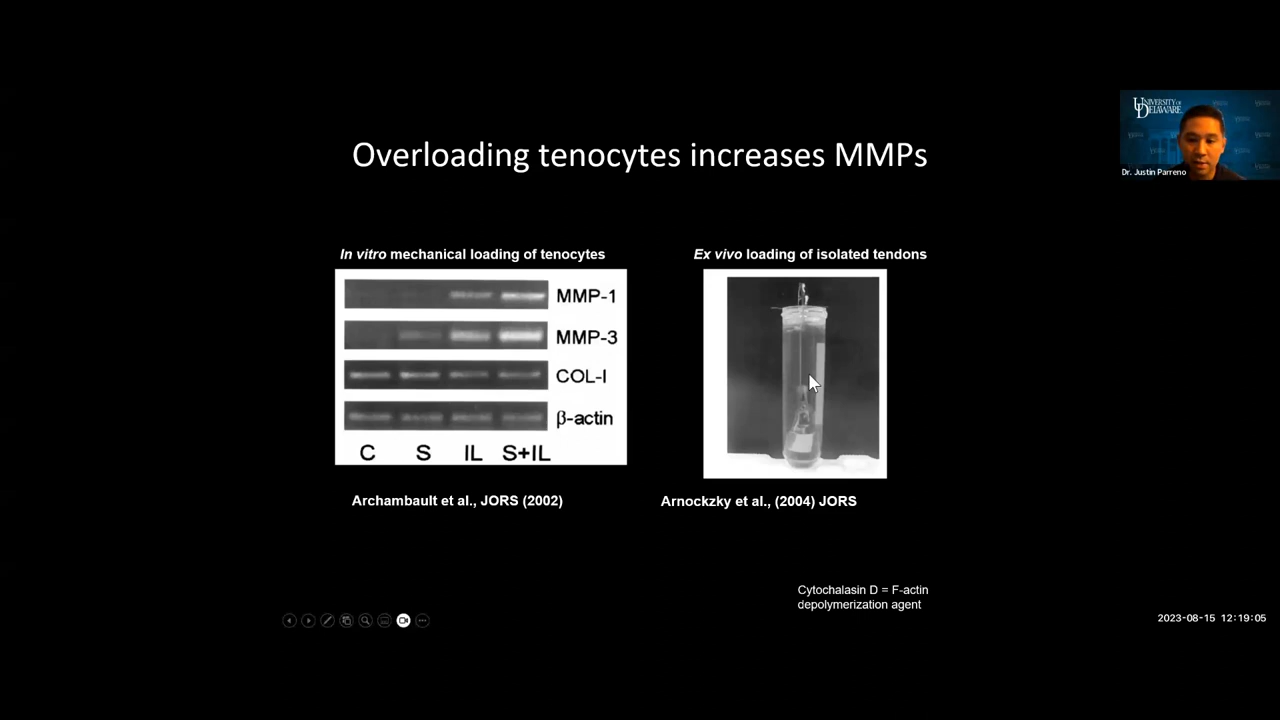 UNIVERSITY OF
DELAWARE
Dr. Justin Parreno
Overloading tenocytes increases MMPs
In vitro mechanical loading of tenocytes
MMP-1
MMP-3
COL-I
β-actin
C S IL S+IL
Archambault et al., JORS (2002)
Ex vivo loading of isolated tendons
Arnockzky et al., (2004) JORS
Cytochalasin D = F-actin
depolymerization agent
2023-08-15 12:19:05